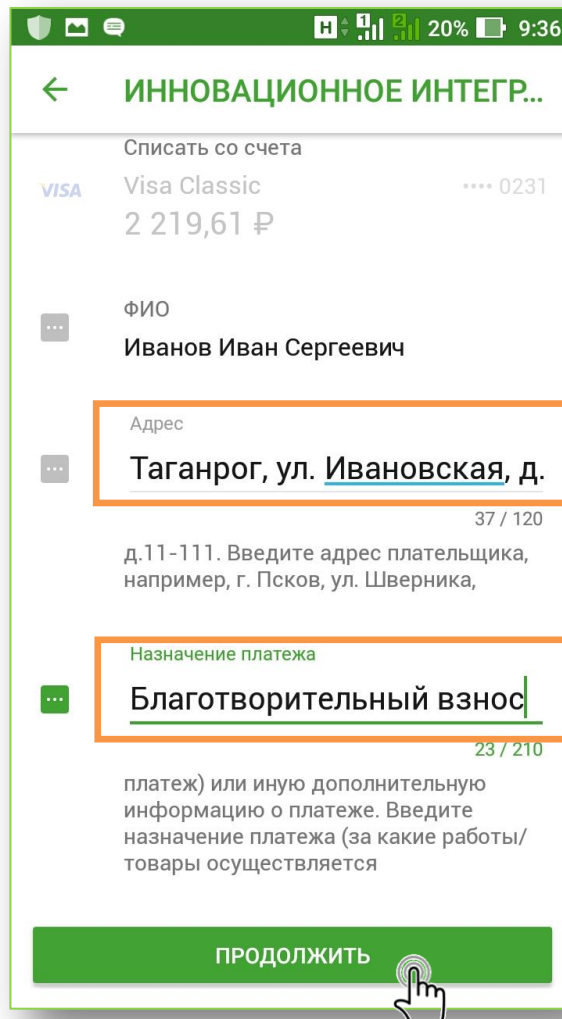 H 1 2 20% 9:36
ИННОВАЦИОННОЕ ИНТЕГР...
Списать со счета
VISA Visa Classic •••• 0231
2 219,61 ₽
ФИО
Иванов Иван Сергеевич
Адрес
Таганрог, ул. Ивановская, д.
37 / 120
д.11-111. Введите адрес плательщика,
например, г. Псков, ул. Шверника,
Назначение платежа
Благотворительный взнос
23 / 210
платеж) или иную дополнительную
информацию о платеже. Введите
назначение платежа (за какие работы/
товары осуществляется
ПРОДОЛЖИТЬ